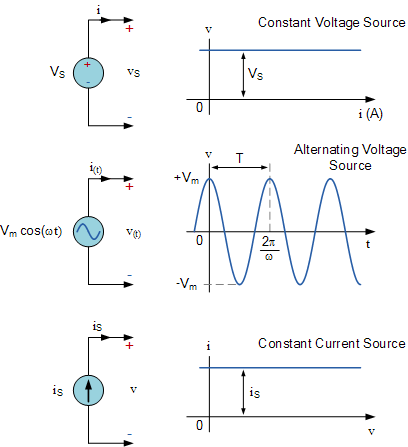 i
Constant Voltage Source
+
v
Vs
+
-
vs
Vs
0
-
i (A)
Alternating Voltage
Source
i(t)
v
T
+
+Vm
Vm cos(ωt)
v(t)
0
2π
ω
t
-
-Vm
is
i
Constant Current Source
+
is
v
is
0
-
v